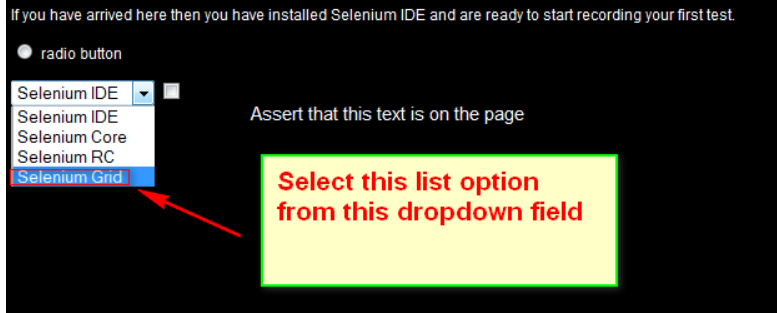 If you have arrived here then you have installed Selenium IDE and are ready to start recording your first test.
radio button
Selenium IDE
Selenium IDE
Selenium Core
Selenium RC
Selenium Grid
Assert that this text is on the page
Select this list option
from this dropdown field